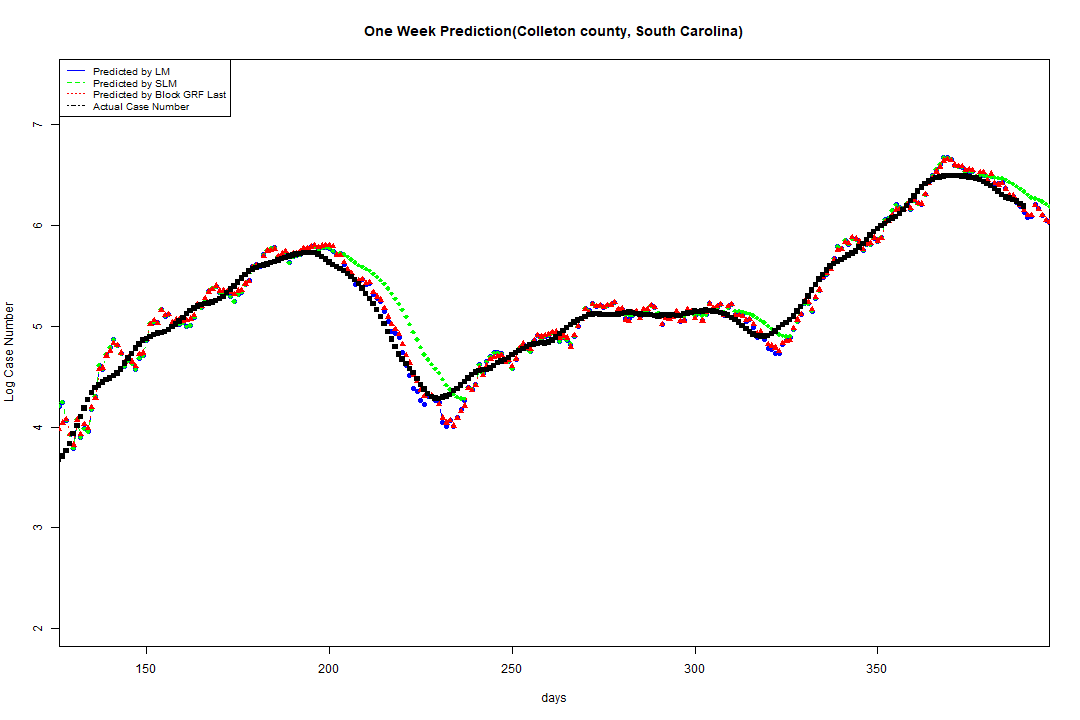 One Week Prediction(Colleton county, South Carolina)
Predicted by LM
Predicted by SLM
Predicted by Block GRF Last
Actual Case Number
Log Case Number
7
6
5
4
3
2
150 200 250 300 350
days